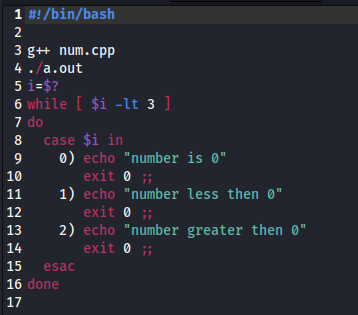 1 #!/bin/bash
2
3 g++ num.cpp
4 ./a.out
5 i=$?
6 while [ $i -lt 3 ]
7 do
8   case $i in
9     0) echo "number is 0"
10        exit 0 ;;
11     1) echo "number less then 0"
12        exit 0 ;;
13     2) echo "number greater then 0"
14        exit 0 ;;
15   esac
16 done
17